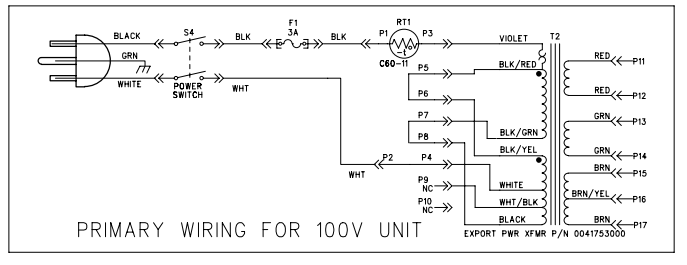 BLACK
S4
BLK
F1
3A
BLK
RT1
P1
P3
-t
C60-11
VIOLET
T2
GRN
WHITE
POWER
SWITCH
WHT
P5
BLK/RED
P6
P7
BLK/GRN
P8
BLK/YEL
P2
WHT
P4
WHITE
P9
NC
WHT/BLK
P10
NC
BLACK
RED
P11
RED
P12
GRN
P13
GRN
P14
BRN
P15
BRN/YEL
P16
BRN
P17
PRIMARY WIRING FOR 100V UNIT
EXPORT PWR XFMR P/N 0041753000